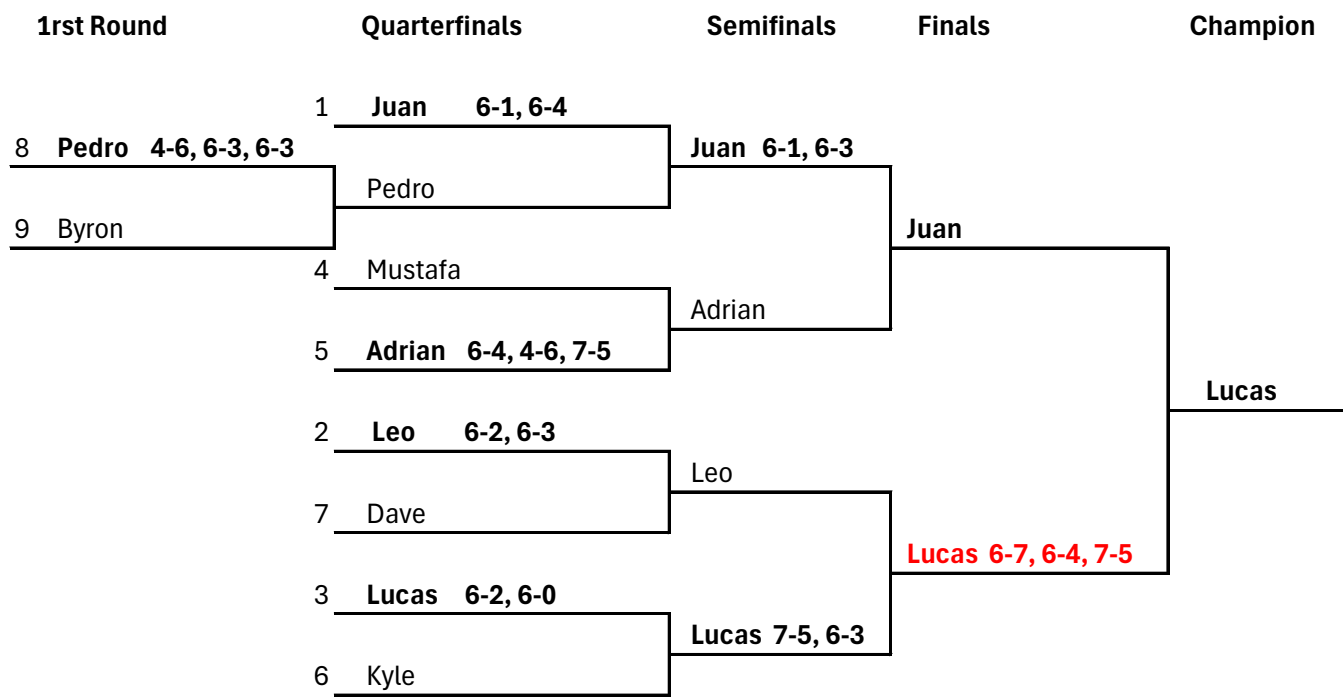 1rst Round Quarterfinals Semifinals Finals Champion
1 Juan 6-1, 6-4
8 Pedro 4-6, 6-3, 6-3
Juan 6-1, 6-3
Pedro
9 Byron
Juan
4 Mustafa
Adrian
5 Adrian 6-4, 4-6, 7-5
Lucas
2 Leo 6-2, 6-3
Leo
7 Dave
Lucas 6-7, 6-4, 7-5
3 Lucas 6-2, 6-0
Lucas 7-5, 6-3
6 Kyle